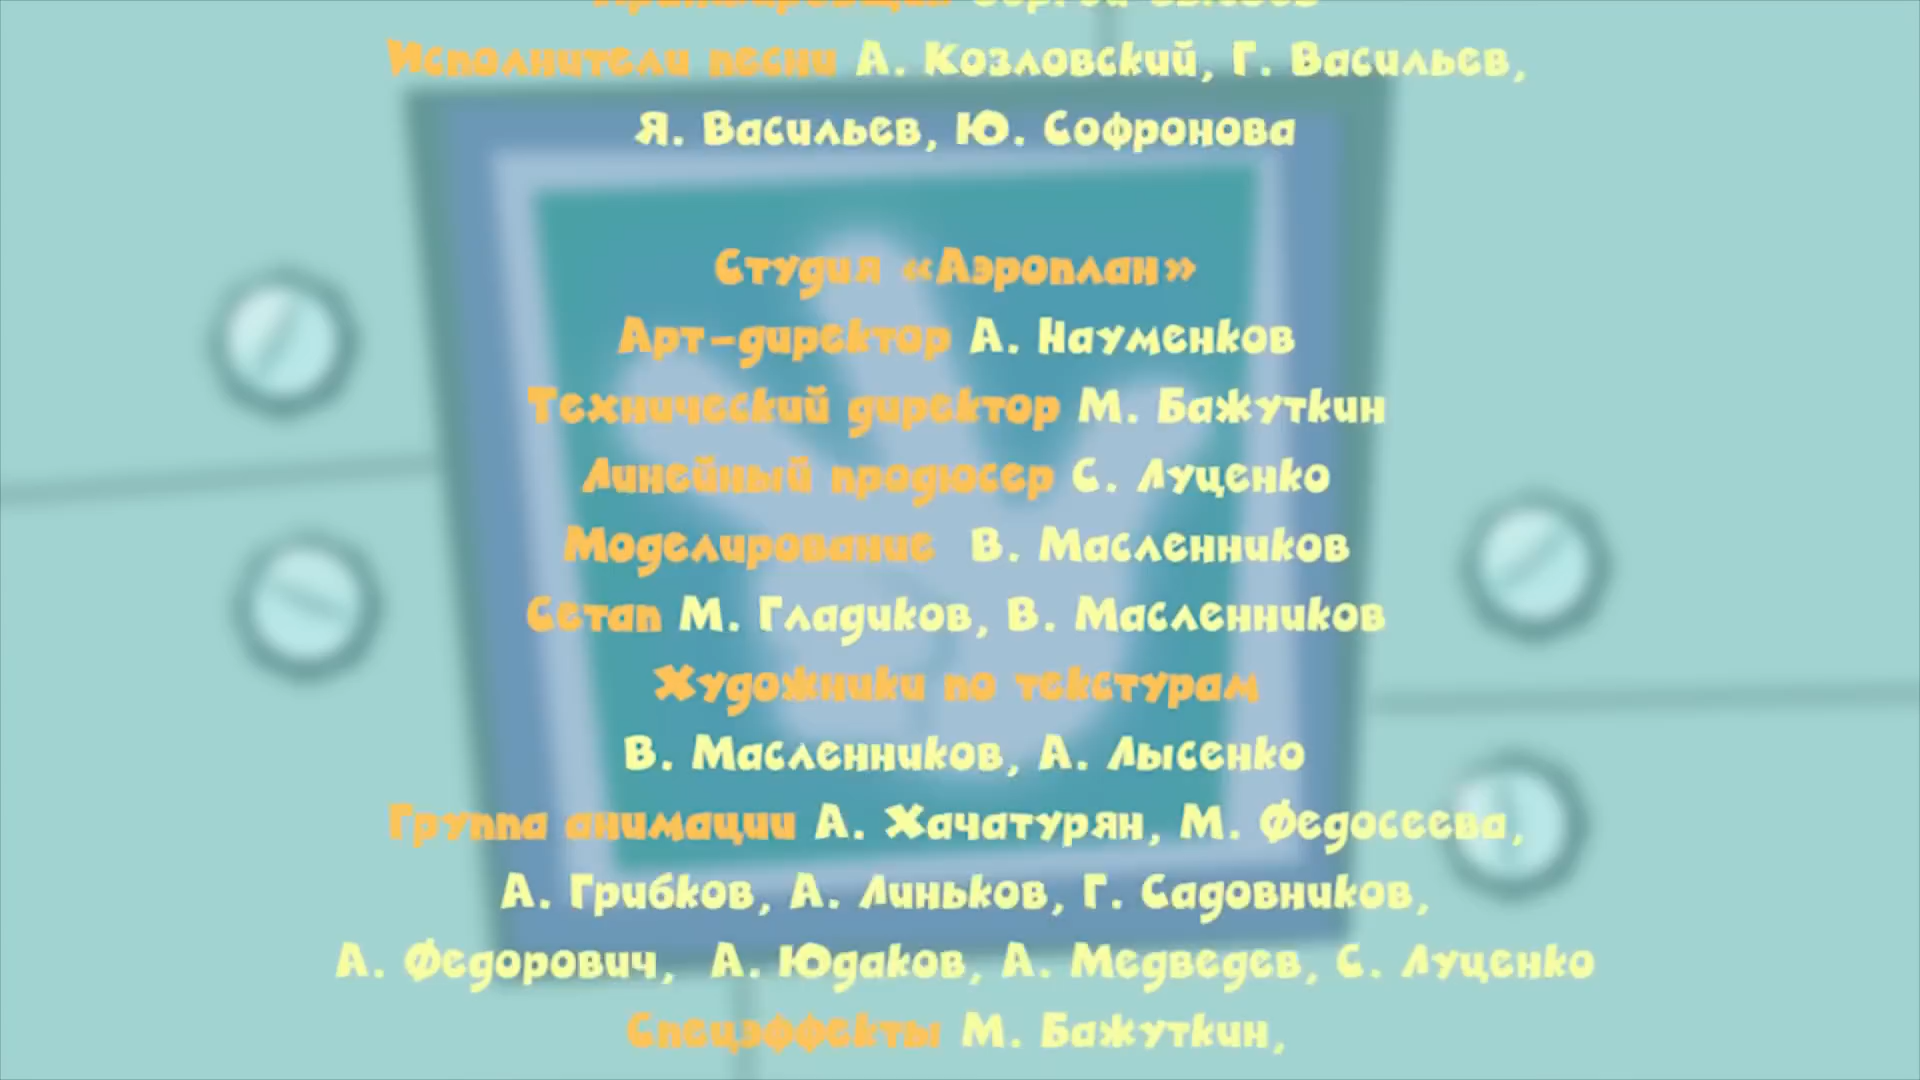 Исполнители песни А. Козловский, Г. Васильев,
Я. Васильев, Ю. Софронова
Студия «Аэроплан»
Арт-директор А. Науменков
Технический директор М. Бажуткин
Линейный продюсер С. Луценко
Моделирование В. Масленников
Сетап М. Гладиков, В. Масленников
Художники по текстурам
В. Масленников, А. Лысенко
Группа анимации А. Хачатурян, М. Федосеева,
А. Грибков, А. Линьков, Г. Садовников,
А. Федорович, А. Юдаков, А. Медведев, С. Луценко
Спецэффекты М. Бажуткин,